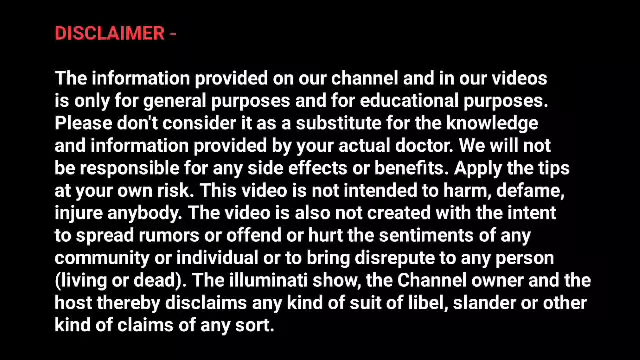 DISCLAIMER -
The information provided on our channel and in our videos
is only for general purposes and for educational purposes.
Please don't consider it as a substitute for the knowledge
and information provided by your actual doctor. We will not
be responsible for any side effects or benefits. Apply the tips
at your own risk. This video is not intended to harm, defame,
injure anybody. The video is also not created with the intent
to spread rumors or offend or hurt the sentiments of any
community or individual or to bring disrepute to any person
(living or dead). The illuminati show, the Channel owner and the
host thereby disclaims any kind of suit of libel, slander or other
kind of claims of any sort.